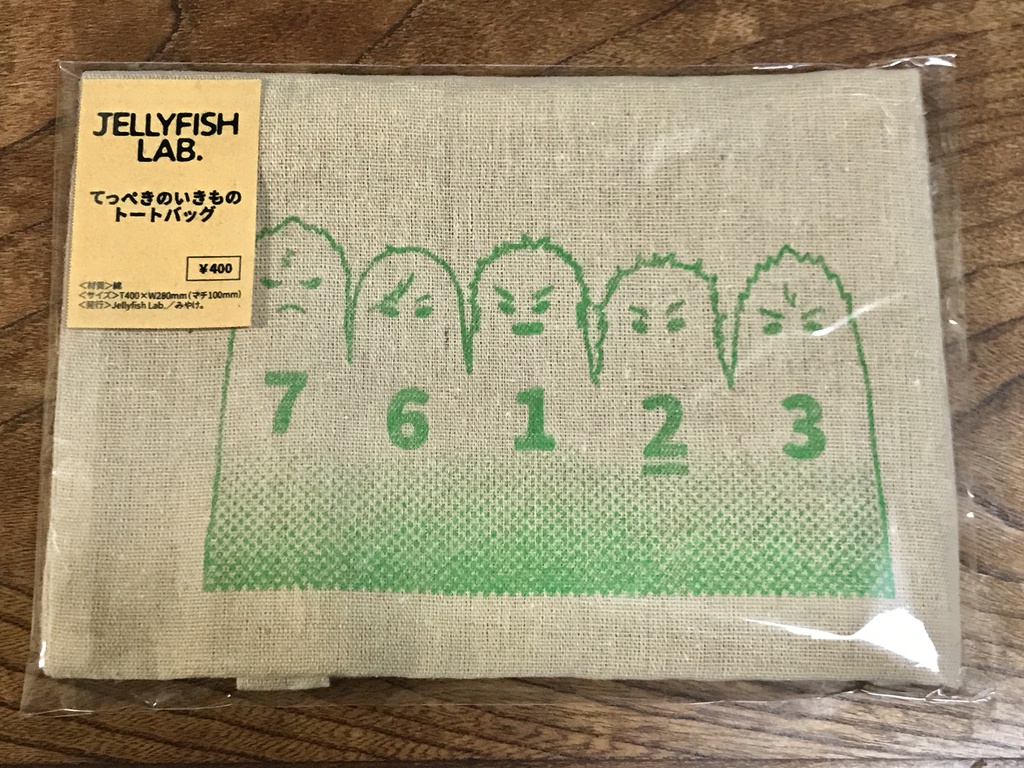 JELLYFISH
LAB.
てっぺきのいきもの
トートバッグ
¥400
<材質>綿
<サイズ>T400×W280mm(マチ100mm)
<発行>Jellyfish Lab.／みやけ。
7 6 1 2 3